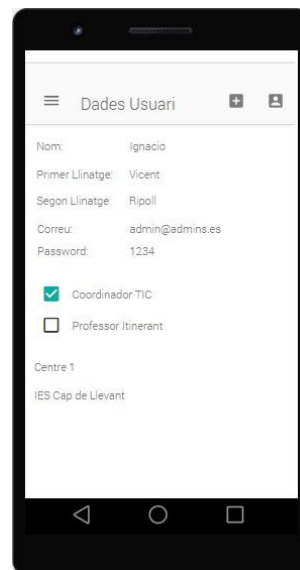 Dades Usuari
Nom: Ignacio
Primer Llinatge: Vicent
Segon Llinatge: Ripoll
Correu: admin@admins.es
Password: 1234
Coordinador TIC
Professor Itinerant
Centre 1
IES Cap de Llevant